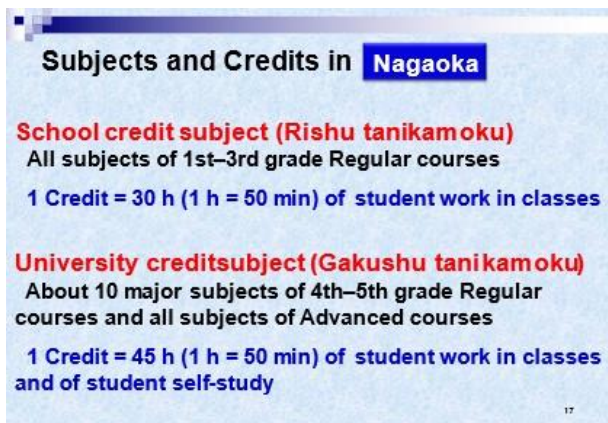 Subjects and Credits in Nagaoka
School credit subject (Rishu tanikamoku)
All subjects of 1st–3rd grade Regular courses
1 Credit = 30 h (1 h = 50 min) of student work in classes
University creditsubject (Gakushu tanikamoku)
About 10 major subjects of 4th–5th grade Regular
courses and all subjects of Advanced courses
1 Credit = 45 h (1 h = 50 min) of student work in classes
and of student self-study
17